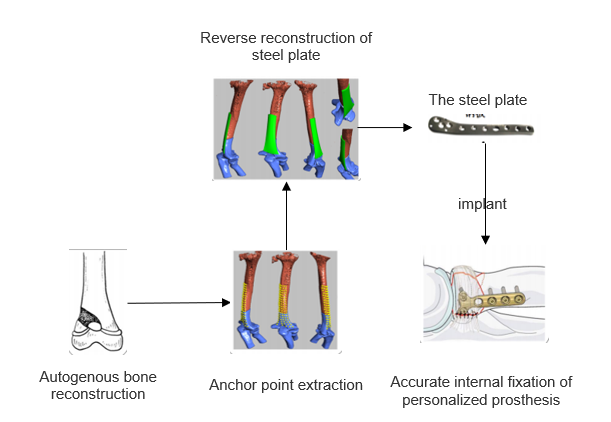 Reverse reconstruction of
steel plate
The steel plate
implant
Autogenous bone
reconstruction
Anchor point extraction
Accurate internal fixation of
personalized prosthesis